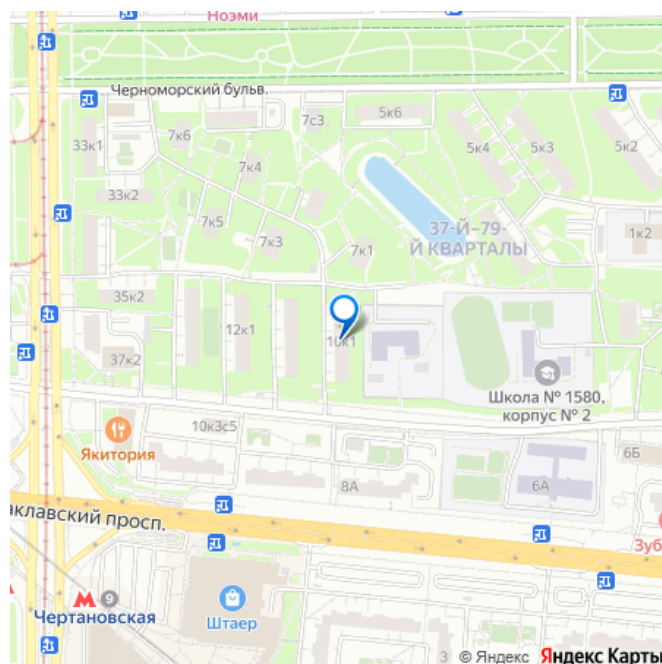 Ноэми
Черноморский бульв.
5к6
7к6
7с3
33к1
5к4
5к3
5к2
7к4
33к2
7к5
7к3
7к1
37-Й-79-
Й КВАРТАЛЫ
1к2
35к2
12к1
10к1
37к2
Школа № 1580,
корпус № 2
10к3с5
Якитория
6Б
8А
6А
аклавский просп.
Зуб
М 9
Чертановская
Штаер
3
© Яндекс Яндекс Карты